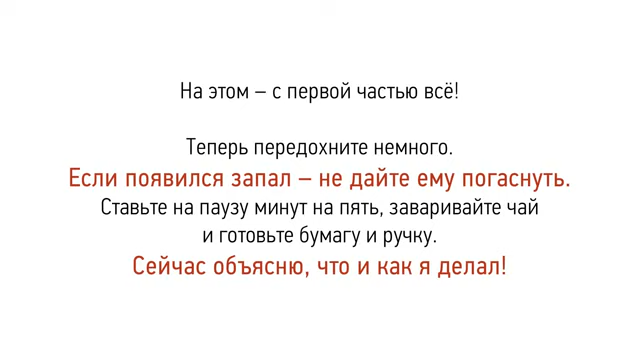 На этом – с первой частью всё!
Теперь передохните немного.
Если появился запал – не дайте ему погаснуть.
Ставьте на паузу минут на пять, заваривайте чай
и готовьте бумагу и ручку.
Сейчас объясню, что и как я делал!